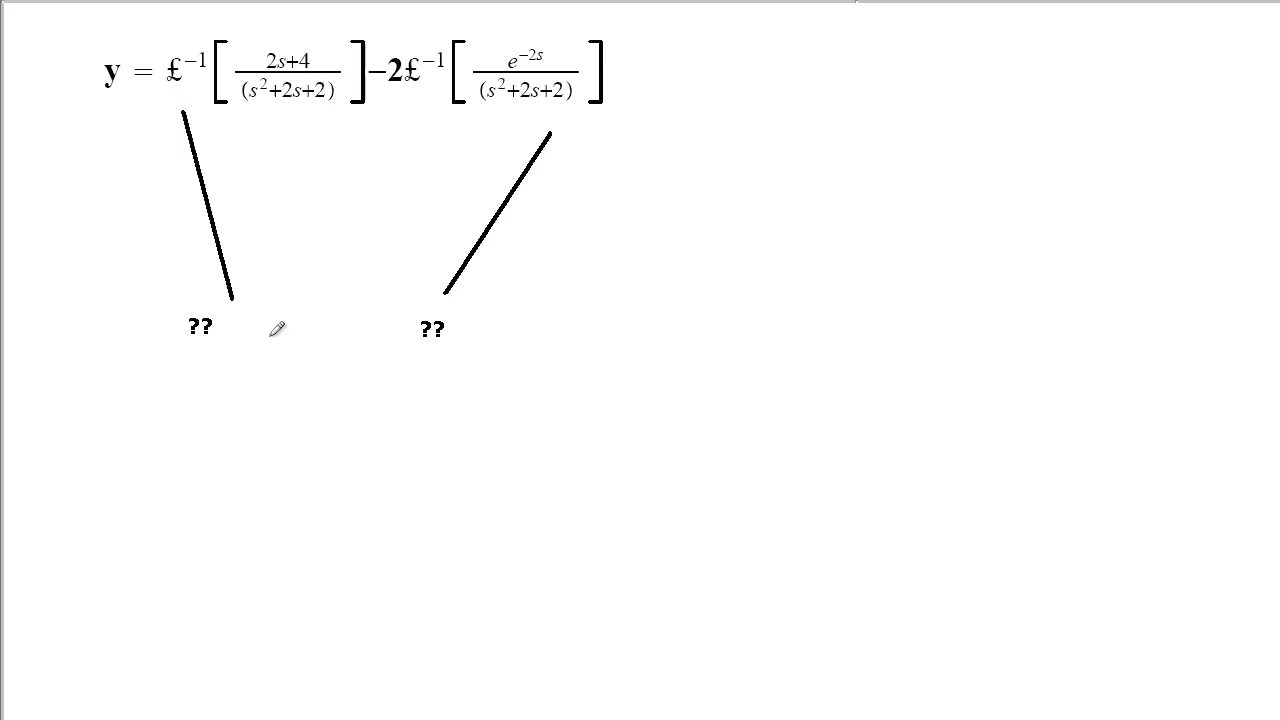 y = £⁻¹[ 2s+4 / (s²+2s+2) ]−2£⁻¹[ e⁻²ˢ / (s²+2s+2) ]
?? ??